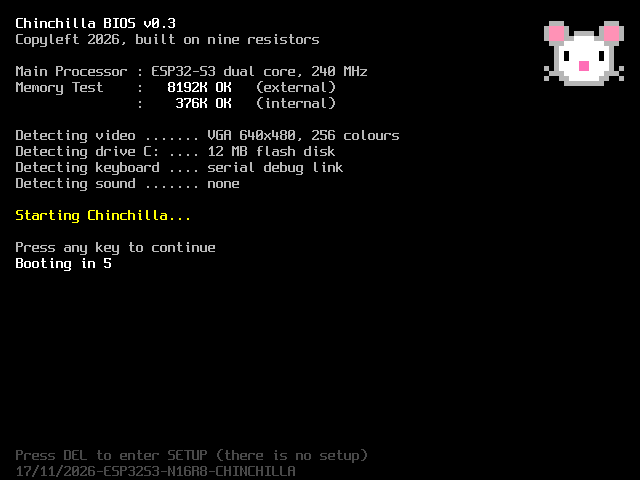 Chinchilla BIOS v0.3
Copyleft 2026, built on nine resistors
Main Processor : ESP32-S3 dual core, 240 MHz
Memory Test    :   8192K OK   (external)
               :    376K OK   (internal)
Detecting video ....... VGA 640x480, 256 colours
Detecting drive C: .... 12 MB flash disk
Detecting keyboard .... serial debug link
Detecting sound ....... none
Starting Chinchilla...
Press any key to continue
Booting in 5
Press DEL to enter SETUP (there is no setup)
17/11/2026-ESP32S3-N16R8-CHINCHILLA